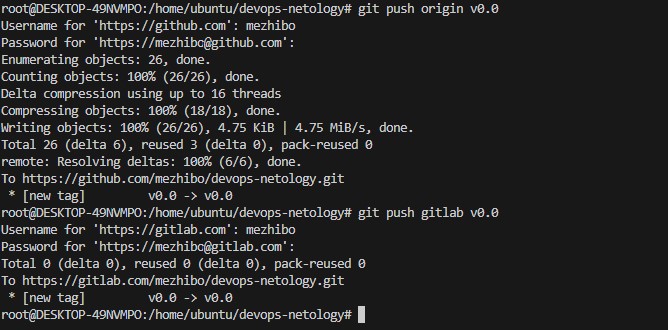 root@DESKTOP-49NVMPO:/home/ubuntu/devops-netology# git push origin v0.0
Username for 'https://github.com': mezhibo
Password for 'https://mezhibo@github.com':
Enumerating objects: 26, done.
Counting objects: 100% (26/26), done.
Delta compression using up to 16 threads
Compressing objects: 100% (18/18), done.
Writing objects: 100% (26/26), 4.75 KiB | 4.75 MiB/s, done.
Total 26 (delta 6), reused 3 (delta 0), pack-reused 0
remote: Resolving deltas: 100% (6/6), done.
To https://github.com/mezhibo/devops-netology.git
 * [new tag]         v0.0 -> v0.0
root@DESKTOP-49NVMPO:/home/ubuntu/devops-netology# git push gitlab v0.0
Username for 'https://gitlab.com': mezhibo
Password for 'https://mezhibo@gitlab.com':
Total 0 (delta 0), reused 0 (delta 0), pack-reused 0
To https://gitlab.com/mezhibo/devops-netology.git
 * [new tag]         v0.0 -> v0.0
root@DESKTOP-49NVMPO:/home/ubuntu/devops-netology#